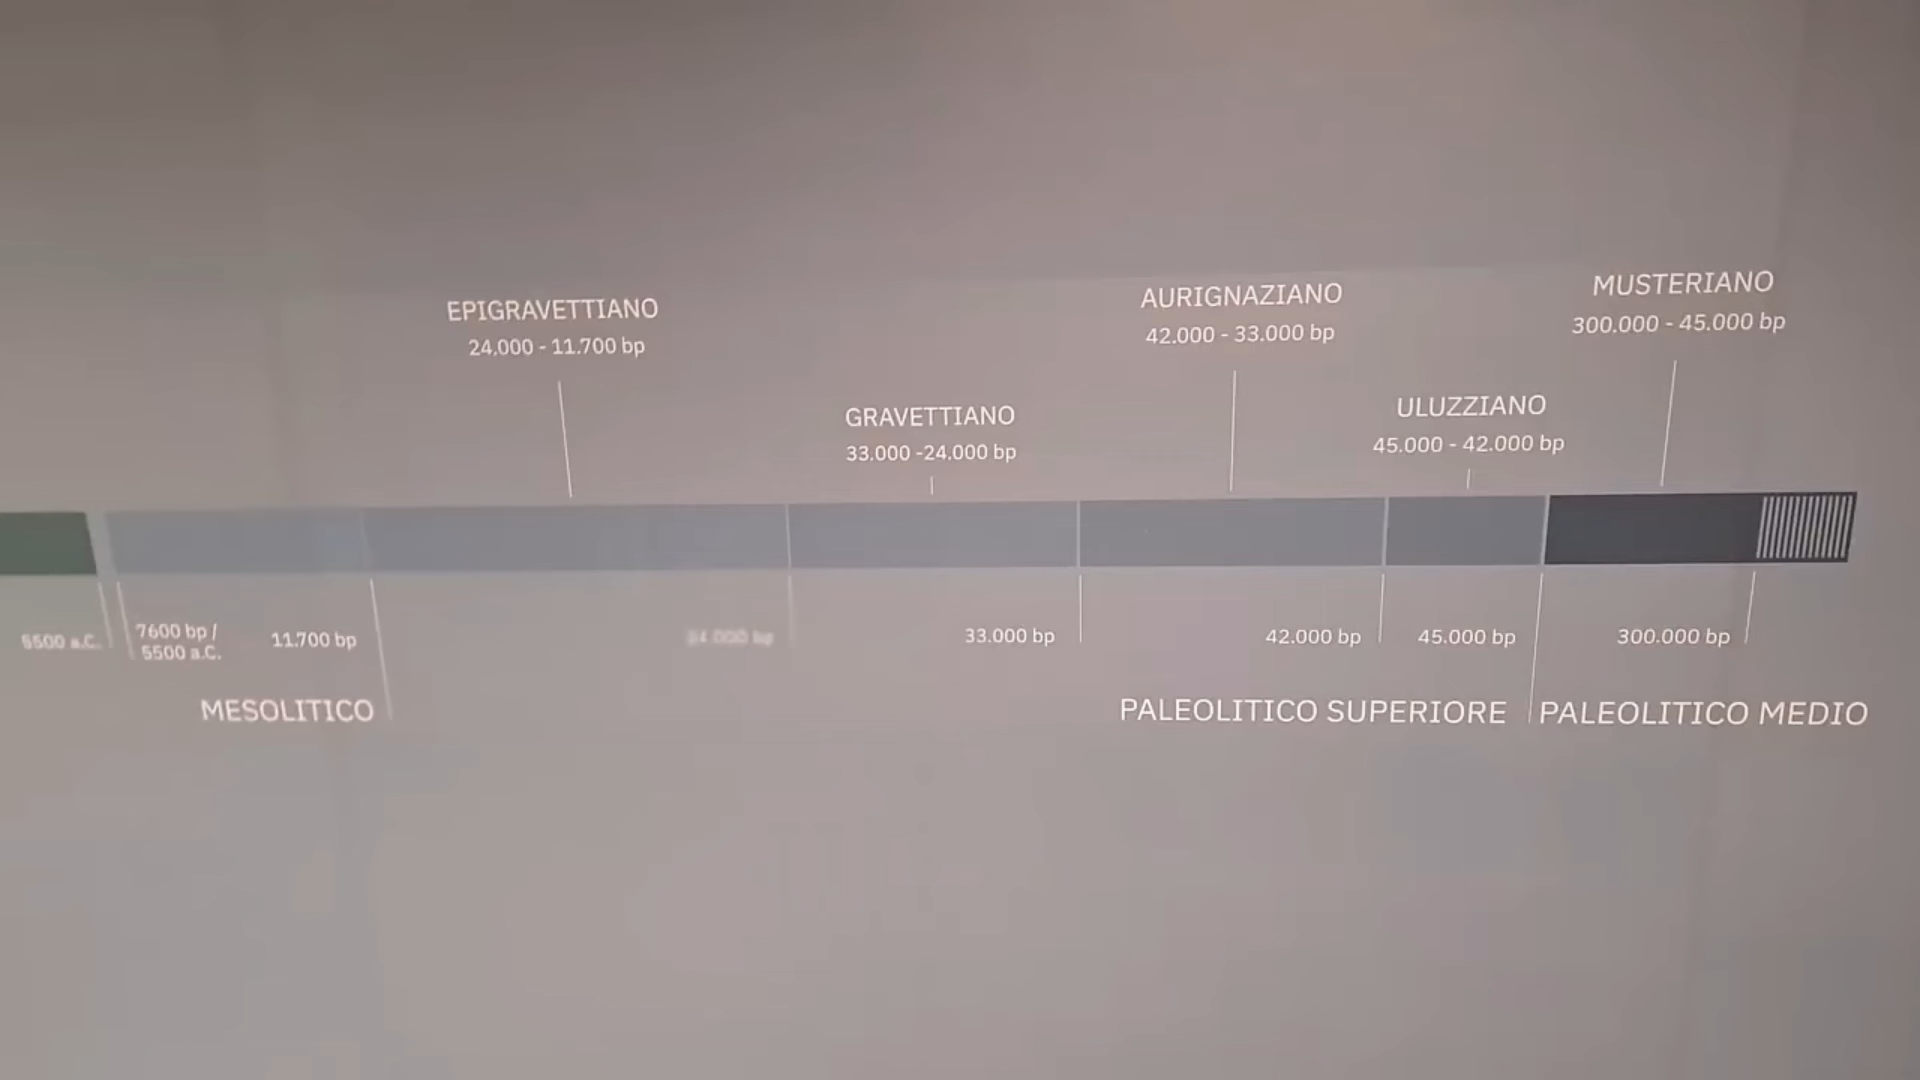 EPIGRAVETTIANO
24.000 - 11.700 bp
GRAVETTIANO
33.000 -24.000 bp
AURIGNAZIANO
42.000 - 33.000 bp
ULUZZIANO
45.000 - 42.000 bp
MUSTERIANO
300.000 - 45.000 bp
5500 a.C.
7600 bp /
5500 a.C.
11.700 bp
33.000 bp
42.000 bp
45.000 bp
300.000 bp
MESOLITICO
PALEOLITICO SUPERIORE
PALEOLITICO MEDIO